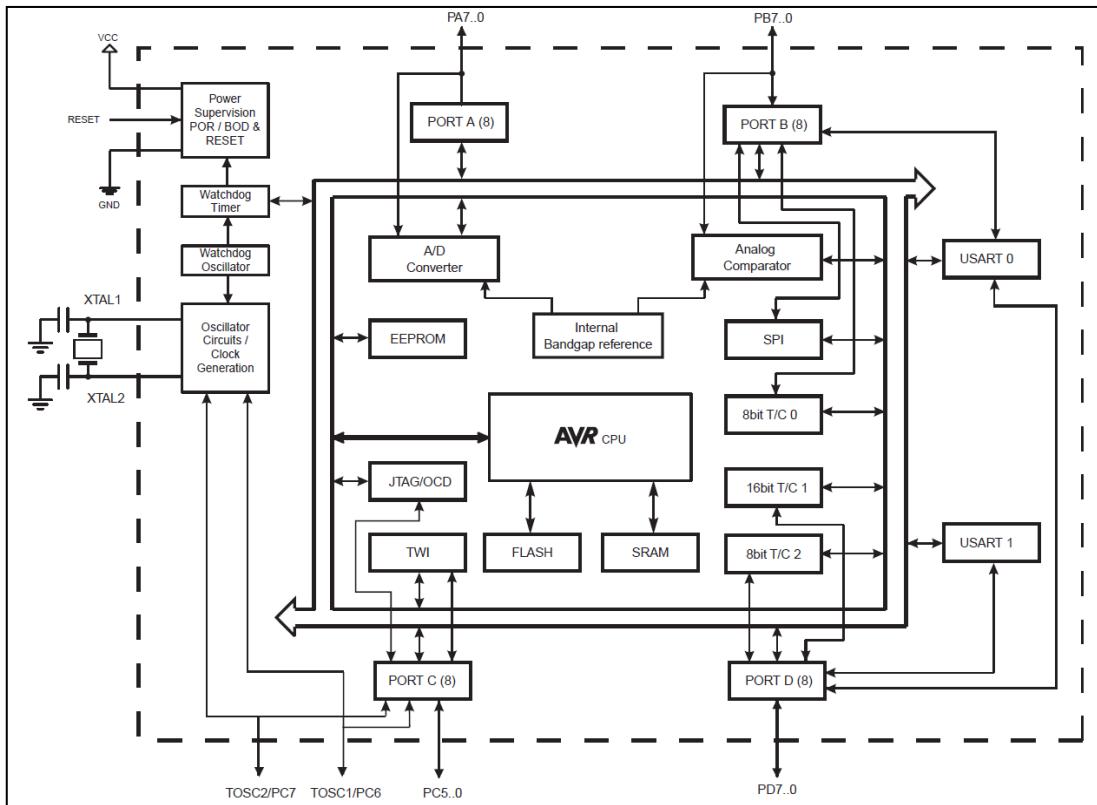 PA7..0
PB7..0
VCC
Power
Supervision
POR / BOD &
RESET
RESET
GND
PORT A (8)
PORT B (8)
Watchdog
Timer
Watchdog
Oscillator
A/D
Converter
Analog
Comparator
USART 0
XTAL1
Oscillator
Circuits /
Clock
Generation
XTAL2
EEPROM
Internal
Bandgap reference
SPI
8bit T/C 0
AVR CPU
JTAG/OCD
16bit T/C 1
TWI
FLASH
SRAM
8bit T/C 2
USART 1
PORT C (8)
PORT D (8)
TOSC2/PC7
TOSC1/PC6
PC5..0
PD7..0